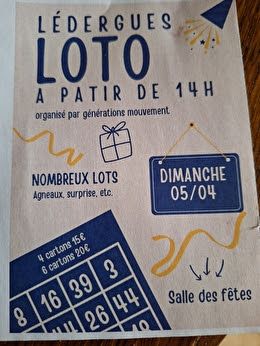 LÉDERGUES
LOTO
A PATIR DE 14H
organisé par générations mouvement.
NOMBREUX LOTS
Agneaux, surprise, etc.
DIMANCHE
05/04
4 cartons 15€
6 cartons 20€
8 16 39 3
26 44
44
Salle des fêtes